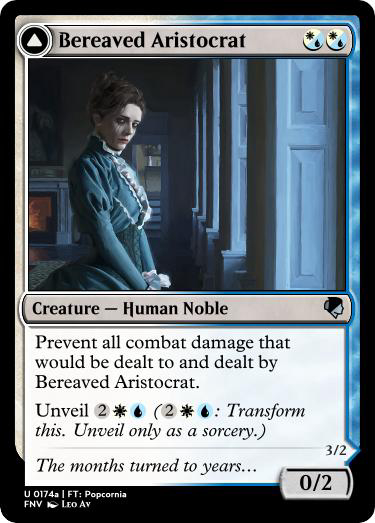 Bereaved Aristocrat
Creature — Human Noble
Prevent all combat damage that
would be dealt to and dealt by
Bereaved Aristocrat.
Unveil 2 (2: Transform
this. Unveil only as a sorcery.)
3/2
The months turned to years…
0/2
U 0174a | FT: Popcornia
FNV Leo Av